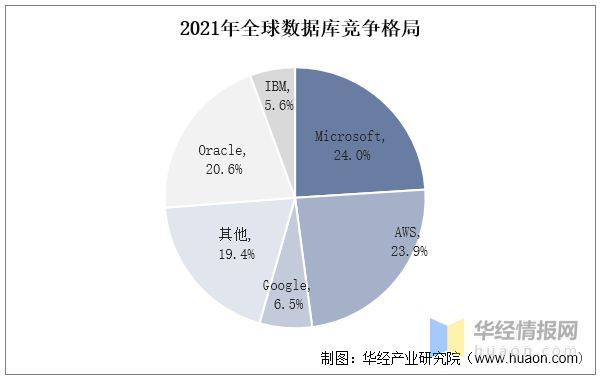 2021年全球数据库竞争格局
IBM,
5.6%
Microsoft,
24.0%
Oracle,
20.6%
AWS,
23.9%
其他,
19.4%
Google,
6.5%
华经情报网
huaon.com
制图：华经产业研究院（www.huaon.com）